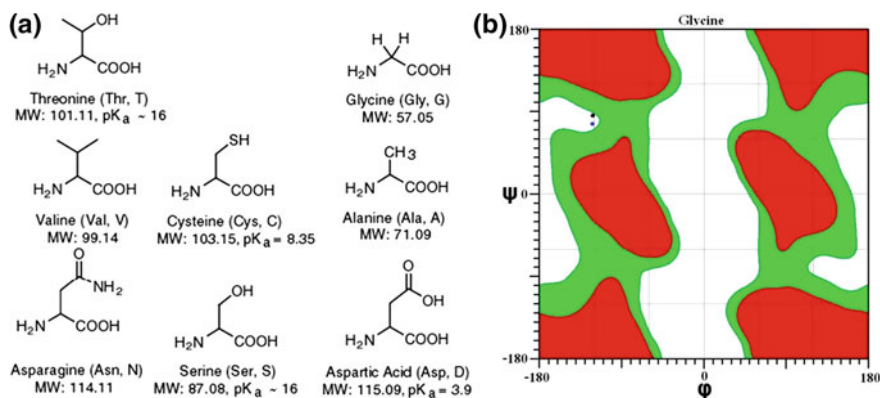 (a)
OH
H₂N COOH
Threonine (Thr, T)
MW: 101.11, pKₐ ~ 16
H H
H₂N COOH
Glycine (Gly, G)
MW: 57.05
H₂N COOH
Valine (Val, V)
MW: 99.14
SH
H₂N COOH
Cysteine (Cys, C)
MW: 103.15, pKₐ = 8.35
CH₃
H₂N COOH
Alanine (Ala, A)
MW: 71.09
O
NH₂
H₂N COOH
Asparagine (Asn, N)
MW: 114.11
OH
H₂N COOH
Serine (Ser, S)
MW: 87.08, pKₐ ~ 16
O
OH
H₂N COOH
Aspartic Acid (Asp, D)
MW: 115.09, pKₐ = 3.9
(b)
Glycine
180
ψ 0
-180
-180 0 180
φ